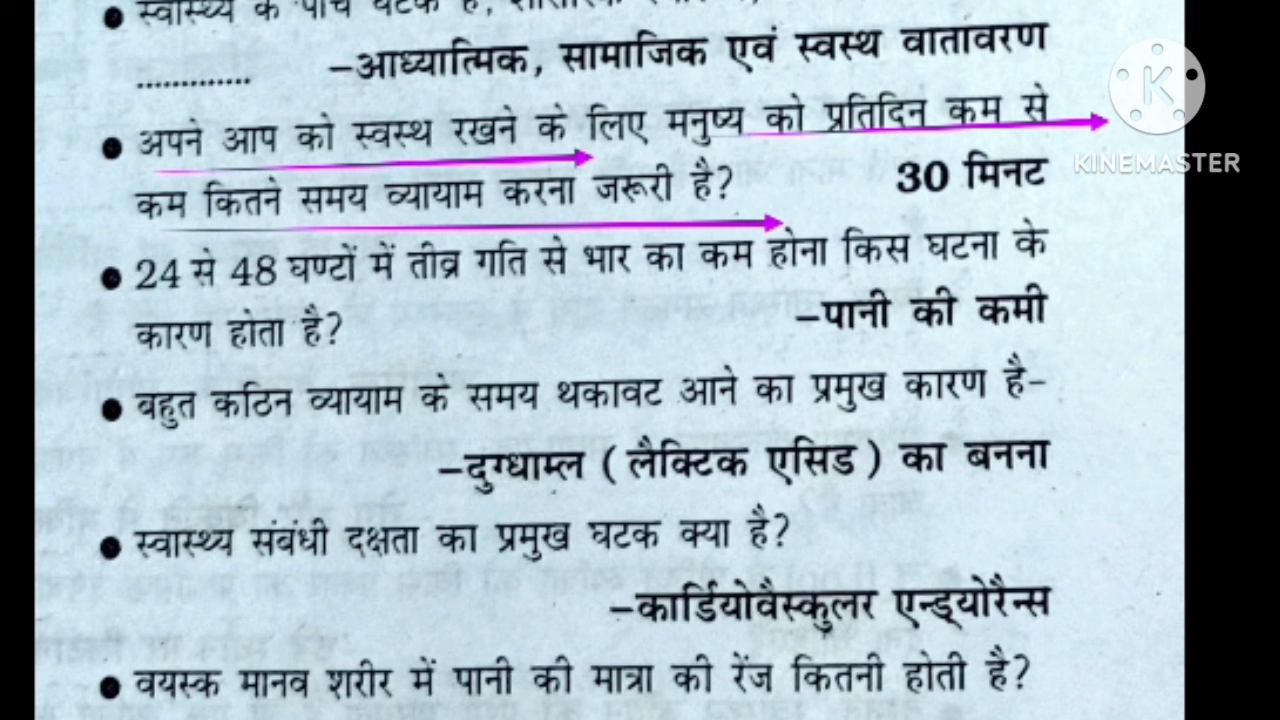 स्वास्थ्य के पांच घटक है,
............. –आध्यात्मिक, सामाजिक एवं स्वस्थ वातावरण
● अपने आप को स्वस्थ रखने के लिए मनुष्य को प्रतिदिन कम से
कम कितने समय व्यायाम करना जरूरी है? 30 मिनट
● 24 से 48 घण्टों में तीव्र गति से भार का कम होना किस घटना के
कारण होता है? –पानी की कमी
● बहुत कठिन व्यायाम के समय थकावट आने का प्रमुख कारण है–
–दुग्धाम्ल (लैक्टिक एसिड) का बनना
● स्वास्थ्य संबंधी दक्षता का प्रमुख घटक क्या है?
–कार्डियोवैस्कुलर एन्ड्योरैन्स
● वयस्क मानव शरीर में पानी की मात्रा की रेंज कितनी होती है?
K
KINEMASTER